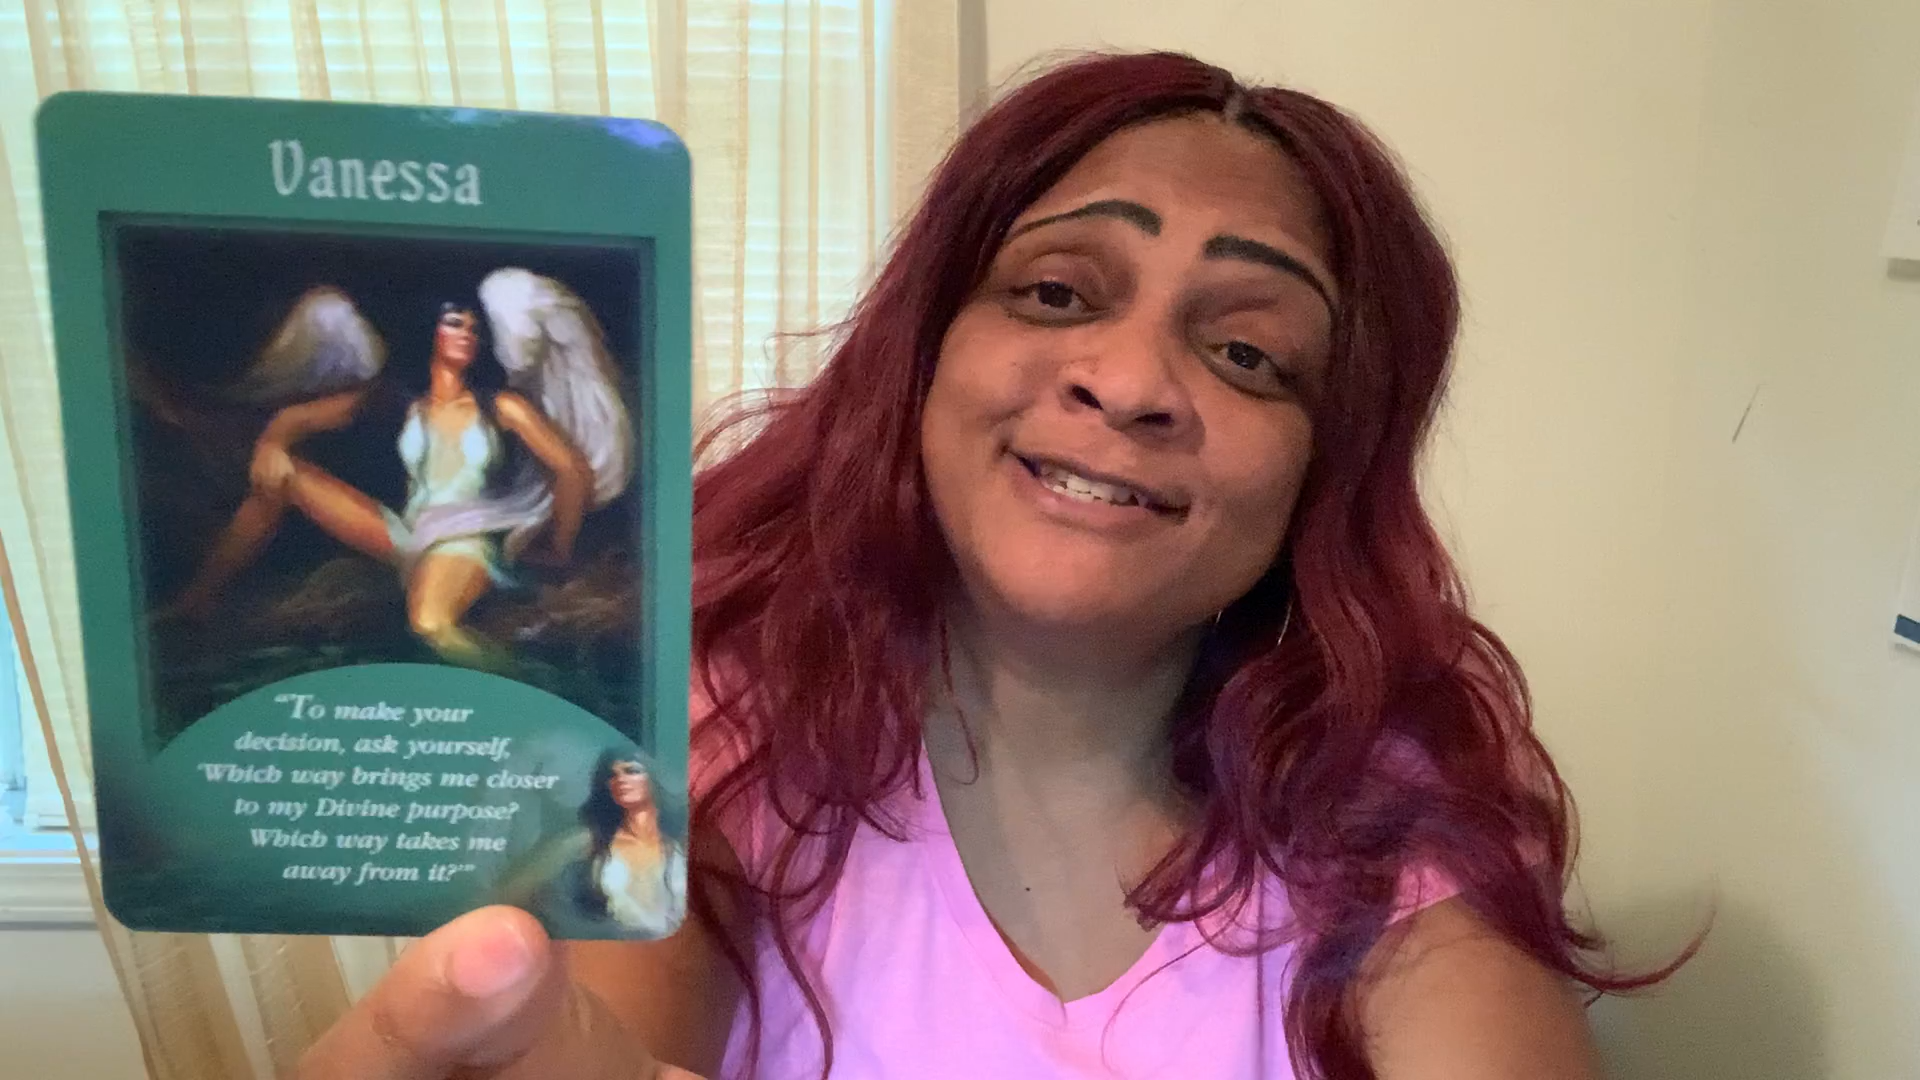 Vanessa
“To make your
decision, ask yourself,
‘Which way brings me closer
to my Divine purpose?
Which way takes me
away from it?’”